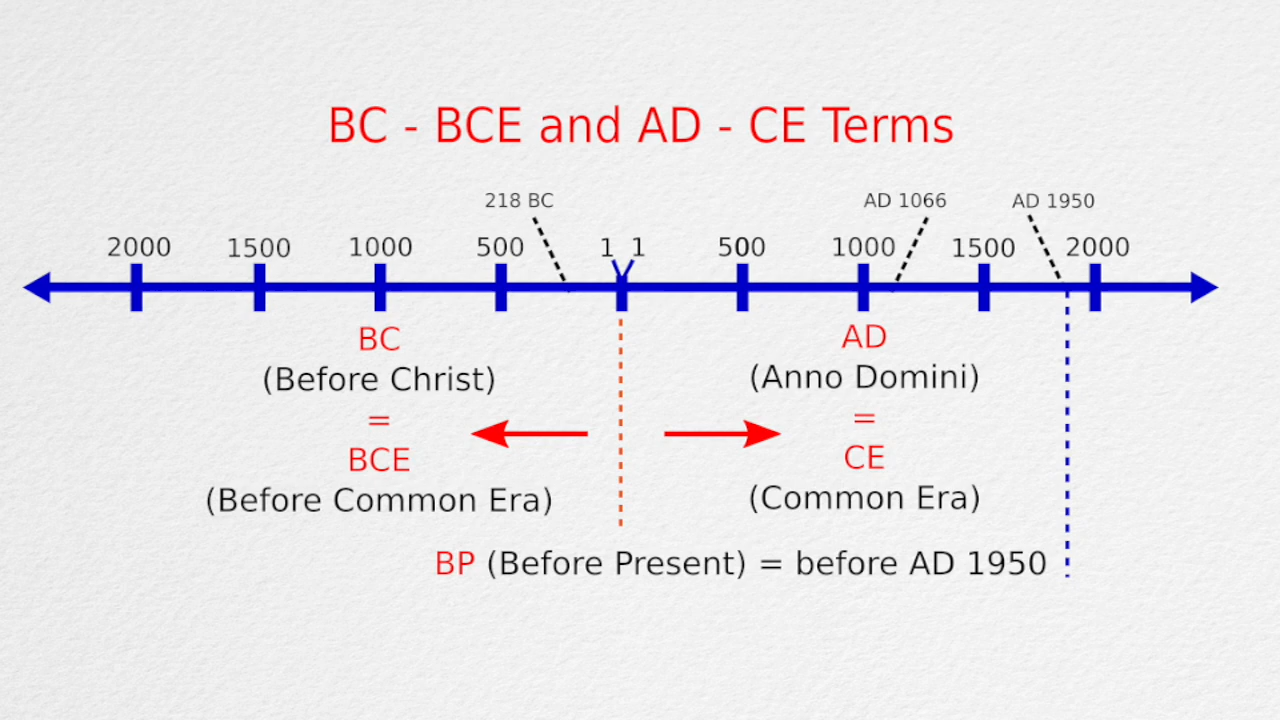 BC - BCE and AD - CE Terms
218 BC AD 1066 AD 1950
2000 1500 1000 500 1 1 500 1000 1500 2000
BC
(Before Christ)
=
BCE
(Before Common Era)
AD
(Anno Domini)
=
CE
(Common Era)
BP (Before Present) = before AD 1950